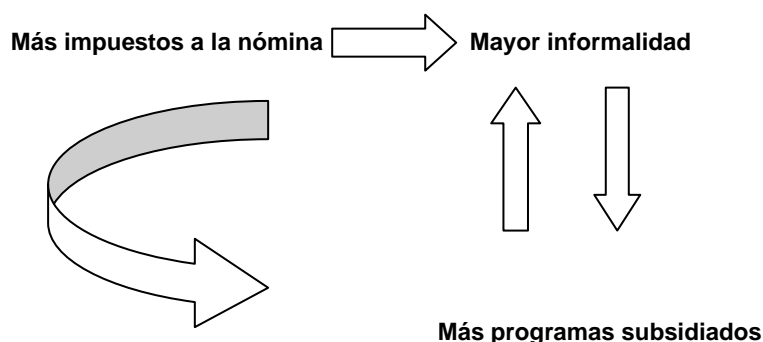 Más impuestos a la nómina
Mayor informalidad
Más programas subsidiados